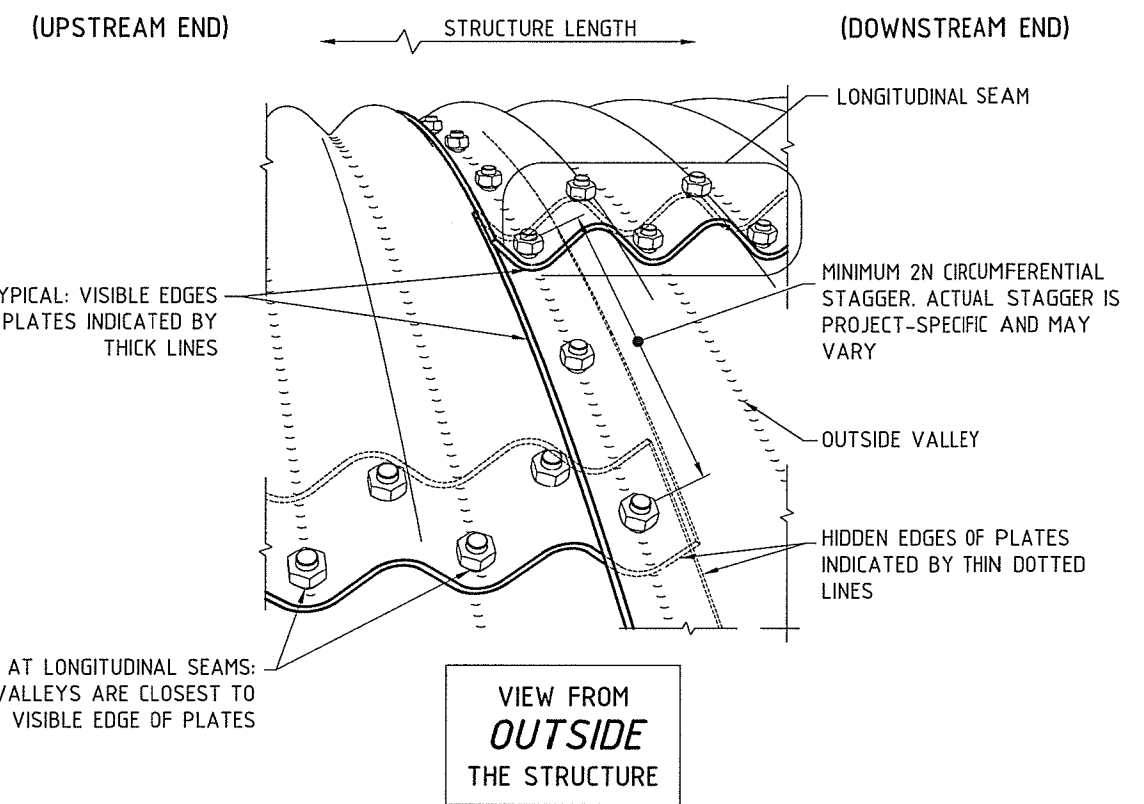 (UPSTREAM END)
STRUCTURE LENGTH
(DOWNSTREAM END)
LONGITUDINAL SEAM
YPICAL: VISIBLE EDGES
PLATES INDICATED BY
THICK LINES
MINIMUM 2N CIRCUMFERENTIAL
STAGGER. ACTUAL STAGGER IS
PROJECT-SPECIFIC AND MAY
VARY
OUTSIDE VALLEY
HIDDEN EDGES OF PLATES
INDICATED BY THIN DOTTED
LINES
AT LONGITUDINAL SEAMS:
VALLEYS ARE CLOSEST TO
VISIBLE EDGE OF PLATES
VIEW FROM
OUTSIDE
THE STRUCTURE